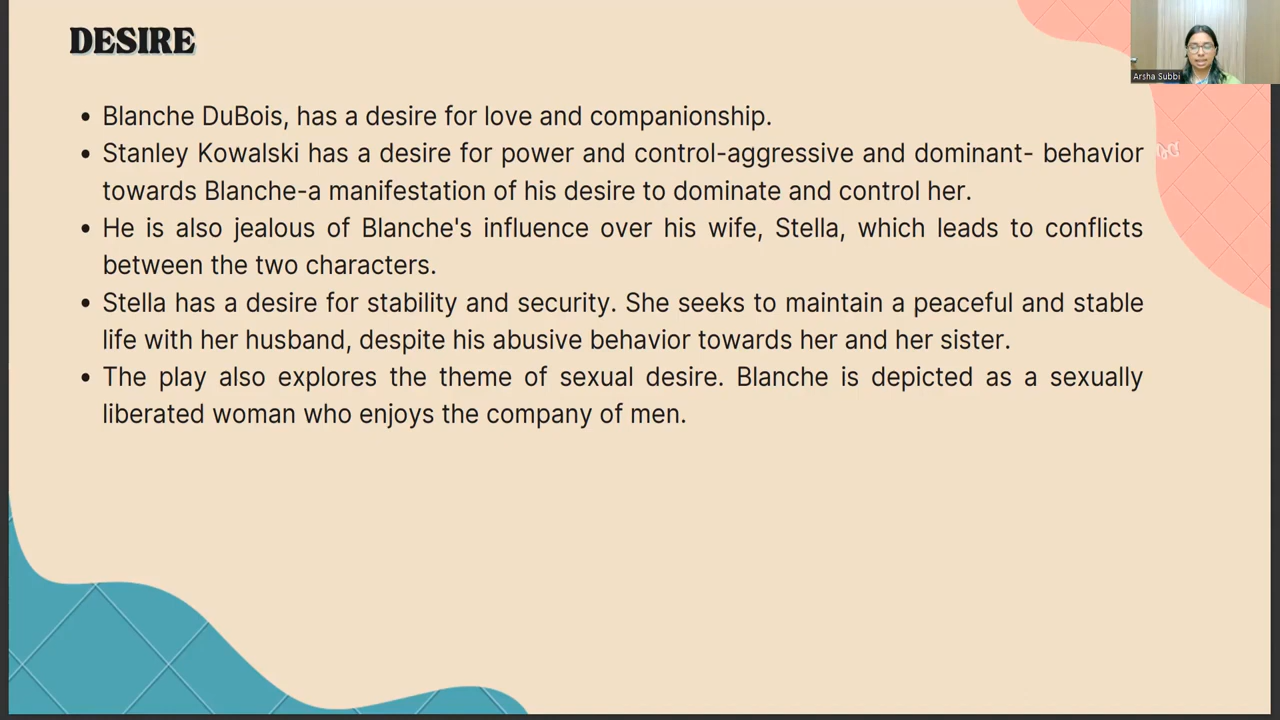 DESIRE
Arsha Subbi
• Blanche DuBois, has a desire for love and companionship.
• Stanley Kowalski has a desire for power and control-aggressive and dominant- behavior
towards Blanche-a manifestation of his desire to dominate and control her.
• He is also jealous of Blanche's influence over his wife, Stella, which leads to conflicts
between the two characters.
• Stella has a desire for stability and security. She seeks to maintain a peaceful and stable
life with her husband, despite his abusive behavior towards her and her sister.
• The play also explores the theme of sexual desire. Blanche is depicted as a sexually
liberated woman who enjoys the company of men.